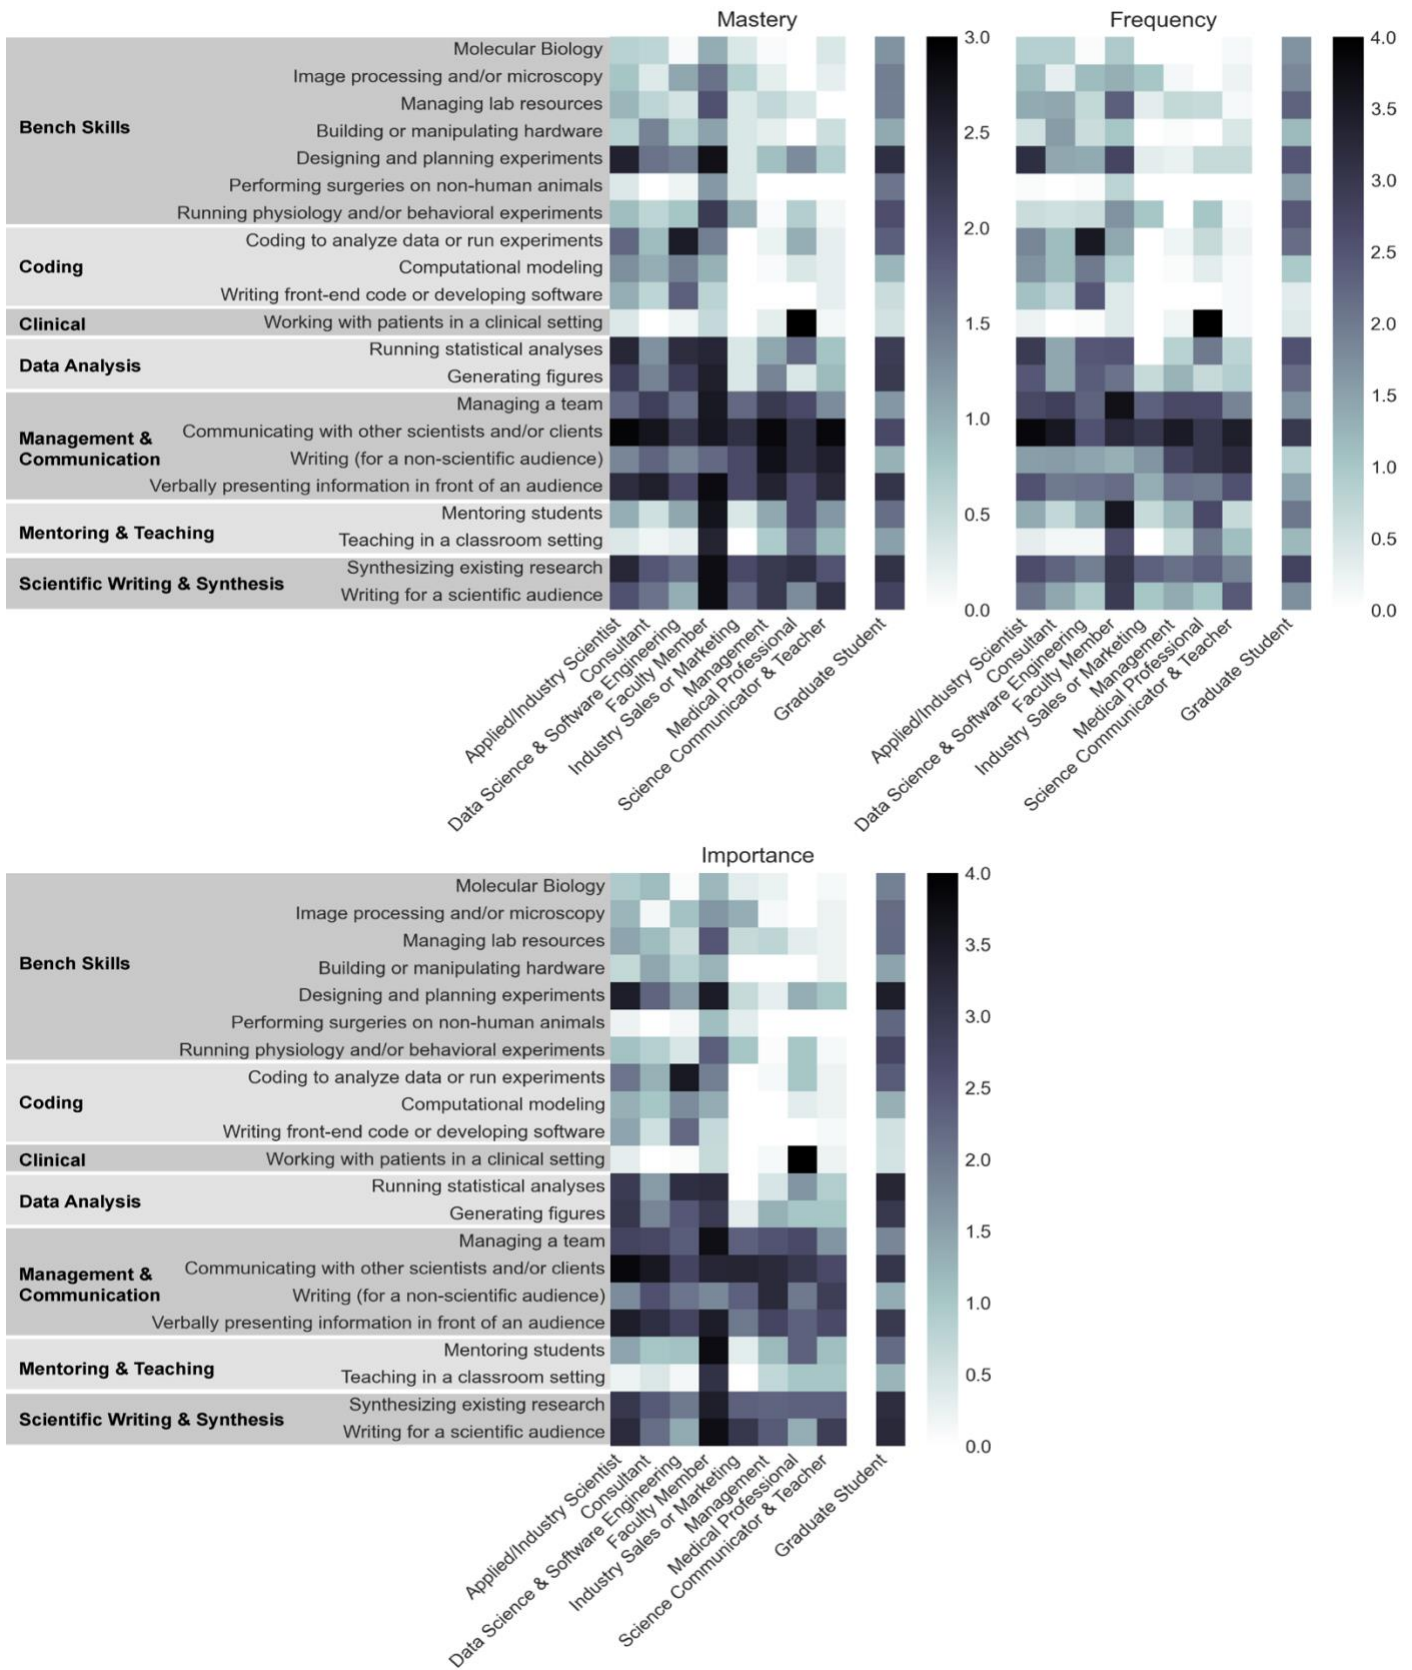 Mastery
Frequency
Bench Skills
Molecular Biology
Image processing and/or microscopy
Managing lab resources
Building or manipulating hardware
Designing and planning experiments
Performing surgeries on non-human animals
Running physiology and/or behavioral experiments
Coding
Coding to analyze data or run experiments
Computational modeling
Writing front-end code or developing software
Clinical
Working with patients in a clinical setting
Data Analysis
Running statistical analyses
Generating figures
Management &
Communication
Managing a team
Communicating with other scientists and/or clients
Writing (for a non-scientific audience)
Verbally presenting information in front of an audience
Mentoring & Teaching
Mentoring students
Teaching in a classroom setting
Scientific Writing & Synthesis
Synthesizing existing research
Writing for a scientific audience
Applied/Industry Scientist
Consultant
Data Science & Software Engineering
Faculty Member
Industry Sales or Marketing
Management
Medical Professional
Science Communicator & Teacher
Graduate Student
3.0
2.5
2.0
1.5
1.0
0.5
0.0
Applied/Industry Scientist
Consultant
Data Science & Software Engineering
Faculty Member
Industry Sales or Marketing
Management
Medical Professional
Science Communicator & Teacher
Graduate Student
4.0
3.5
3.0
2.5
2.0
1.5
1.0
0.5
0.0
Importance
Bench Skills
Molecular Biology
Image processing and/or microscopy
Managing lab resources
Building or manipulating hardware
Designing and planning experiments
Performing surgeries on non-human animals
Running physiology and/or behavioral experiments
Coding
Coding to analyze data or run experiments
Computational modeling
Writing front-end code or developing software
Clinical
Working with patients in a clinical setting
Data Analysis
Running statistical analyses
Generating figures
Management &
Communication
Managing a team
Communicating with other scientists and/or clients
Writing (for a non-scientific audience)
Verbally presenting information in front of an audience
Mentoring & Teaching
Mentoring students
Teaching in a classroom setting
Scientific Writing & Synthesis
Synthesizing existing research
Writing for a scientific audience
Applied/Industry Scientist
Consultant
Data Science & Software Engineering
Faculty Member
Industry Sales or Marketing
Management
Medical Professional
Science Communicator & Teacher
Graduate Student
4.0
3.5
3.0
2.5
2.0
1.5
1.0
0.5
0.0